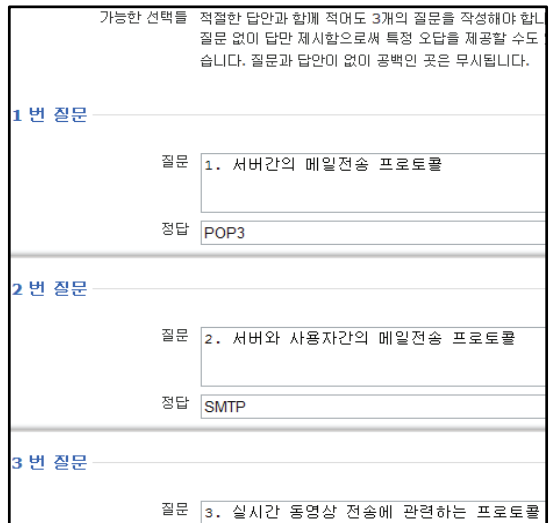 가능한 선택들 적절한 답안과 함께 적어도 3개의 질문을 작성해야 합니
질문 없이 답만 제시함으로써 특정 오답을 제공할 수도
습니다. 질문과 답안이 없이 공백인 곳은 무시됩니다.
1 번 질문
질문 1. 서버간의 메일전송 프로토콜
정답 POP3
2 번 질문
질문 2. 서버와 사용자간의 메일전송 프로토콜
정답 SMTP
3 번 질문
질문 3. 실시간 동영상 전송에 관련하는 프로토콜